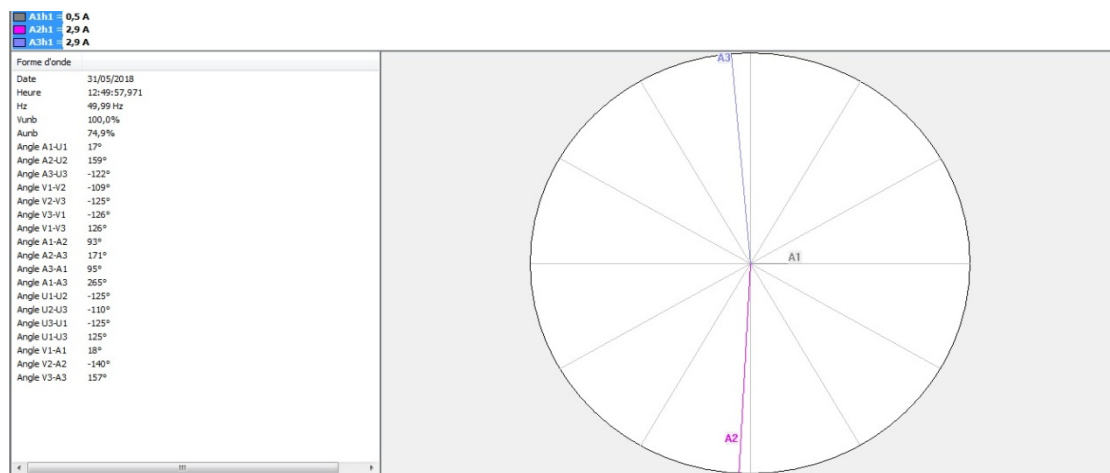 A1h1 = 0,5 A
A2h1 = 2,9 A
A3h1 = 2,9 A
Forme d'onde
Date 31/05/2018
Heure 12:49:57,971
Hz 49,99 Hz
Vunb 100,0%
Aunb 74,9%
Angle A1-U1 17°
Angle A2-U2 159°
Angle A3-U3 -122°
Angle V1-V2 -109°
Angle V2-V3 -125°
Angle V3-V1 -126°
Angle V1-V3 126°
Angle A1-A2 93°
Angle A2-A3 171°
Angle A3-A1 95°
Angle A1-A3 265°
Angle U1-U2 -125°
Angle U2-U3 -110°
Angle U3-U1 -125°
Angle U1-U3 125°
Angle V1-A1 18°
Angle V2-A2 -140°
Angle V3-A3 157°
A3
A1
A2